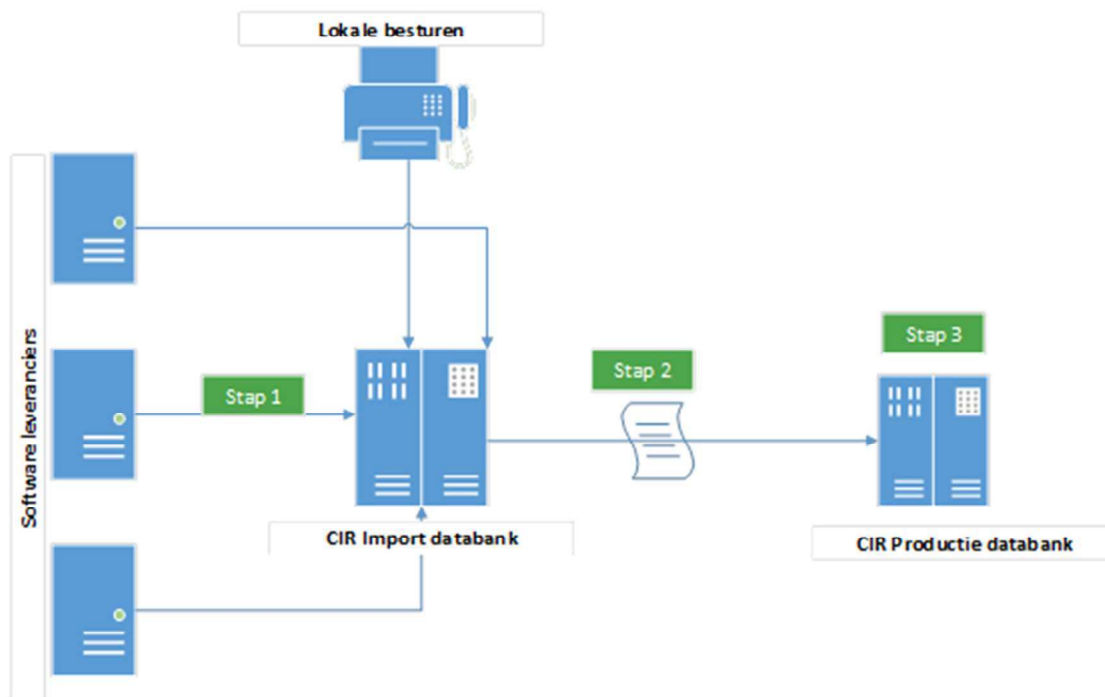 Lokale besturen
Software leveranciers
Stap 1
Stap 2
Stap 3
CIR Import databank
CIR Productie databank